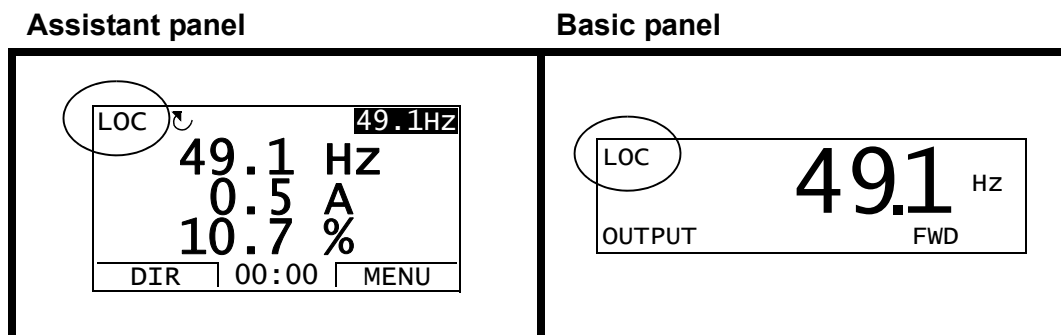 Assistant panel
Basic panel
LOC 49.1Hz
49.1 Hz
0.5 A
10.7 %
DIR 00:00 MENU
LOC 49.1 Hz
OUTPUT FWD